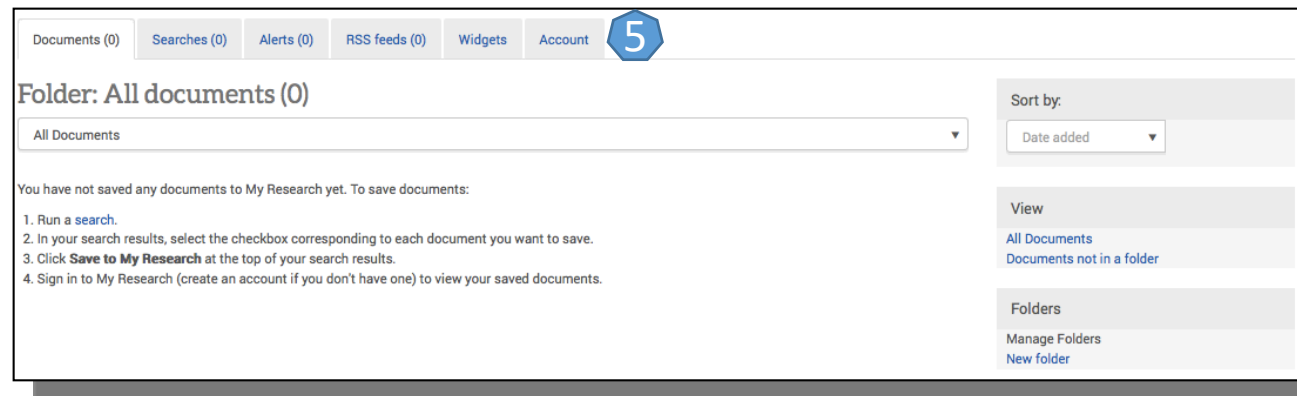 Documents (0) Searches (0) Alerts (0) RSS feeds (0) Widgets Account 5
Folder: All documents (0)
All Documents
You have not saved any documents to My Research yet. To save documents:
1. Run a search.
2. In your search results, select the checkbox corresponding to each document you want to save.
3. Click Save to My Research at the top of your search results.
4. Sign in to My Research (create an account if you don't have one) to view your saved documents.
Sort by:
Date added
View
All Documents
Documents not in a folder
Folders
Manage Folders
New folder